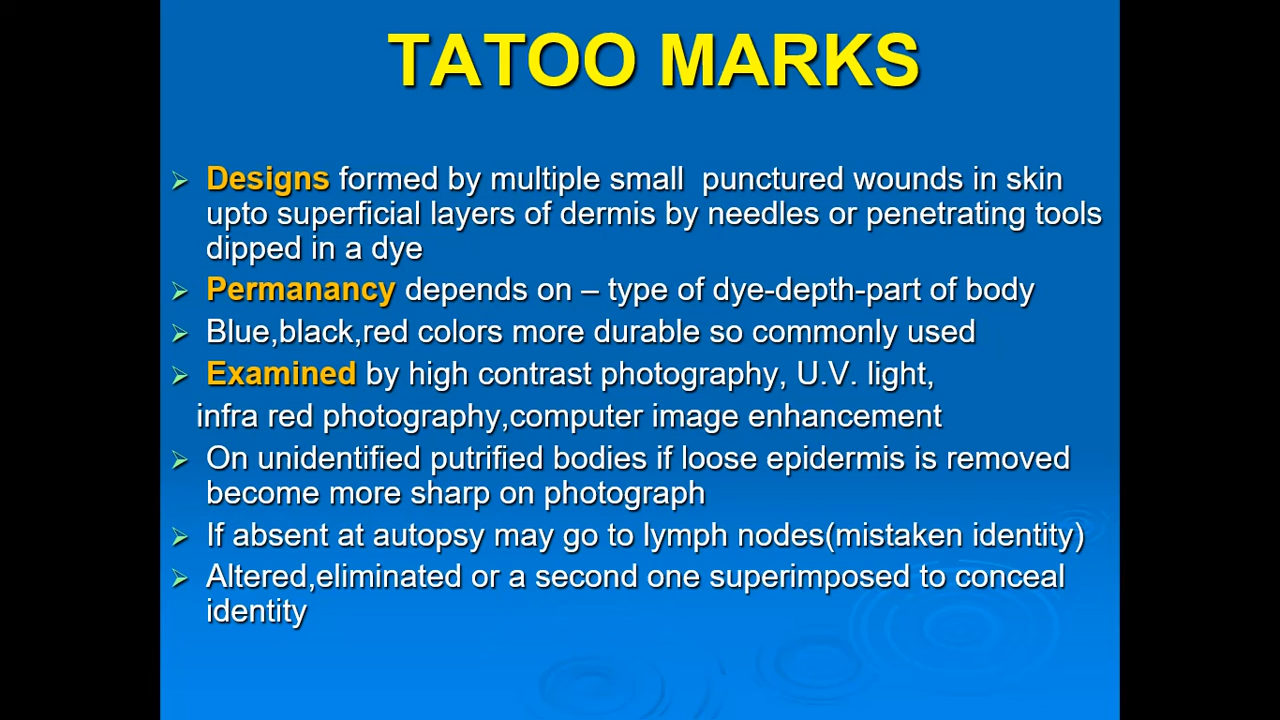 TATOO MARKS
Designs formed by multiple small punctured wounds in skin
upto superficial layers of dermis by needles or penetrating tools
dipped in a dye
Permanancy depends on – type of dye-depth-part of body
Blue,black,red colors more durable so commonly used
Examined by high contrast photography, U.V. light,
infra red photography,computer image enhancement
On unidentified putrified bodies if loose epidermis is removed
become more sharp on photograph
If absent at autopsy may go to lymph nodes(mistaken identity)
Altered,eliminated or a second one superimposed to conceal
identity